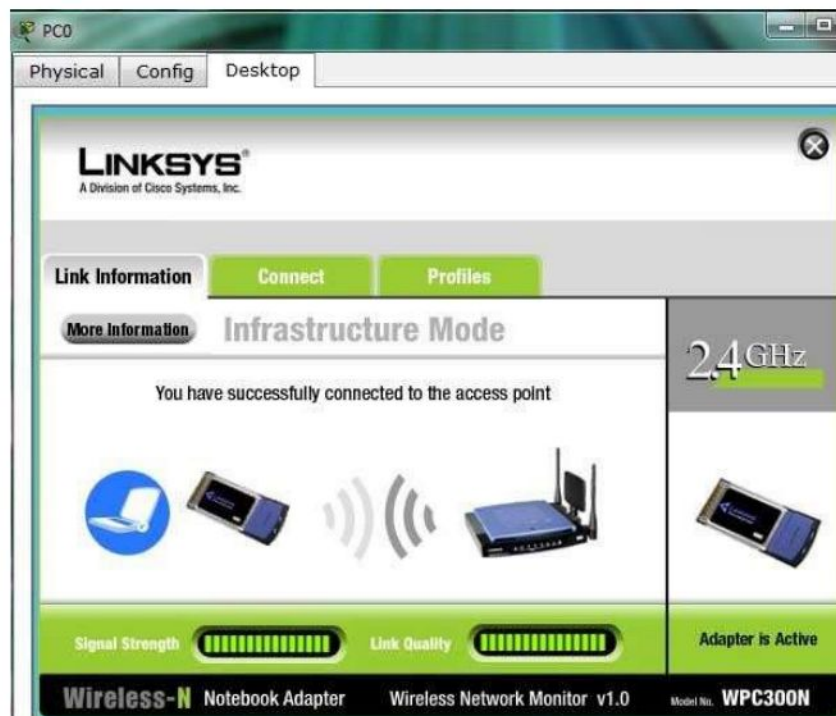 PC0
Physical Config Desktop
LINKSYS®
A Division of Cisco Systems, Inc.
Link Information Connect Profiles
More Information Infrastructure Mode
2.4GHz
You have successfully connected to the access point
Signal Strength Link Quality Adapter is Active
Wireless-N Notebook Adapter Wireless Network Monitor v1.0 Model No. WPC300N